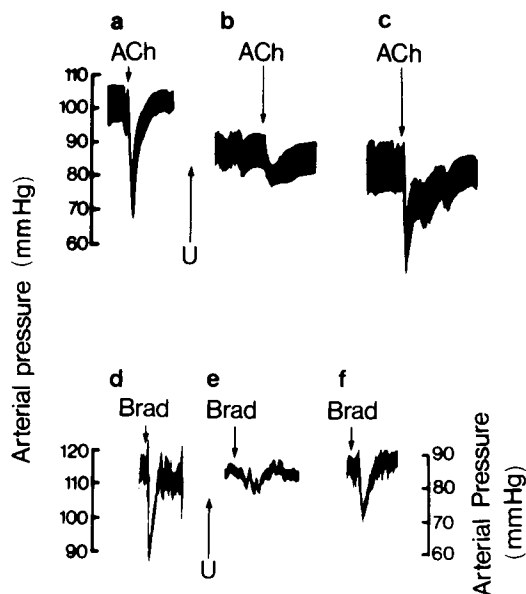 a b c
ACh ACh ACh
110
100
90
80
70
60
U
Arterial pressure (mmHg)
d e f
Brad Brad Brad
120
110
100
90
U
90
80
70
60
Arterial Pressure
(mmHg)